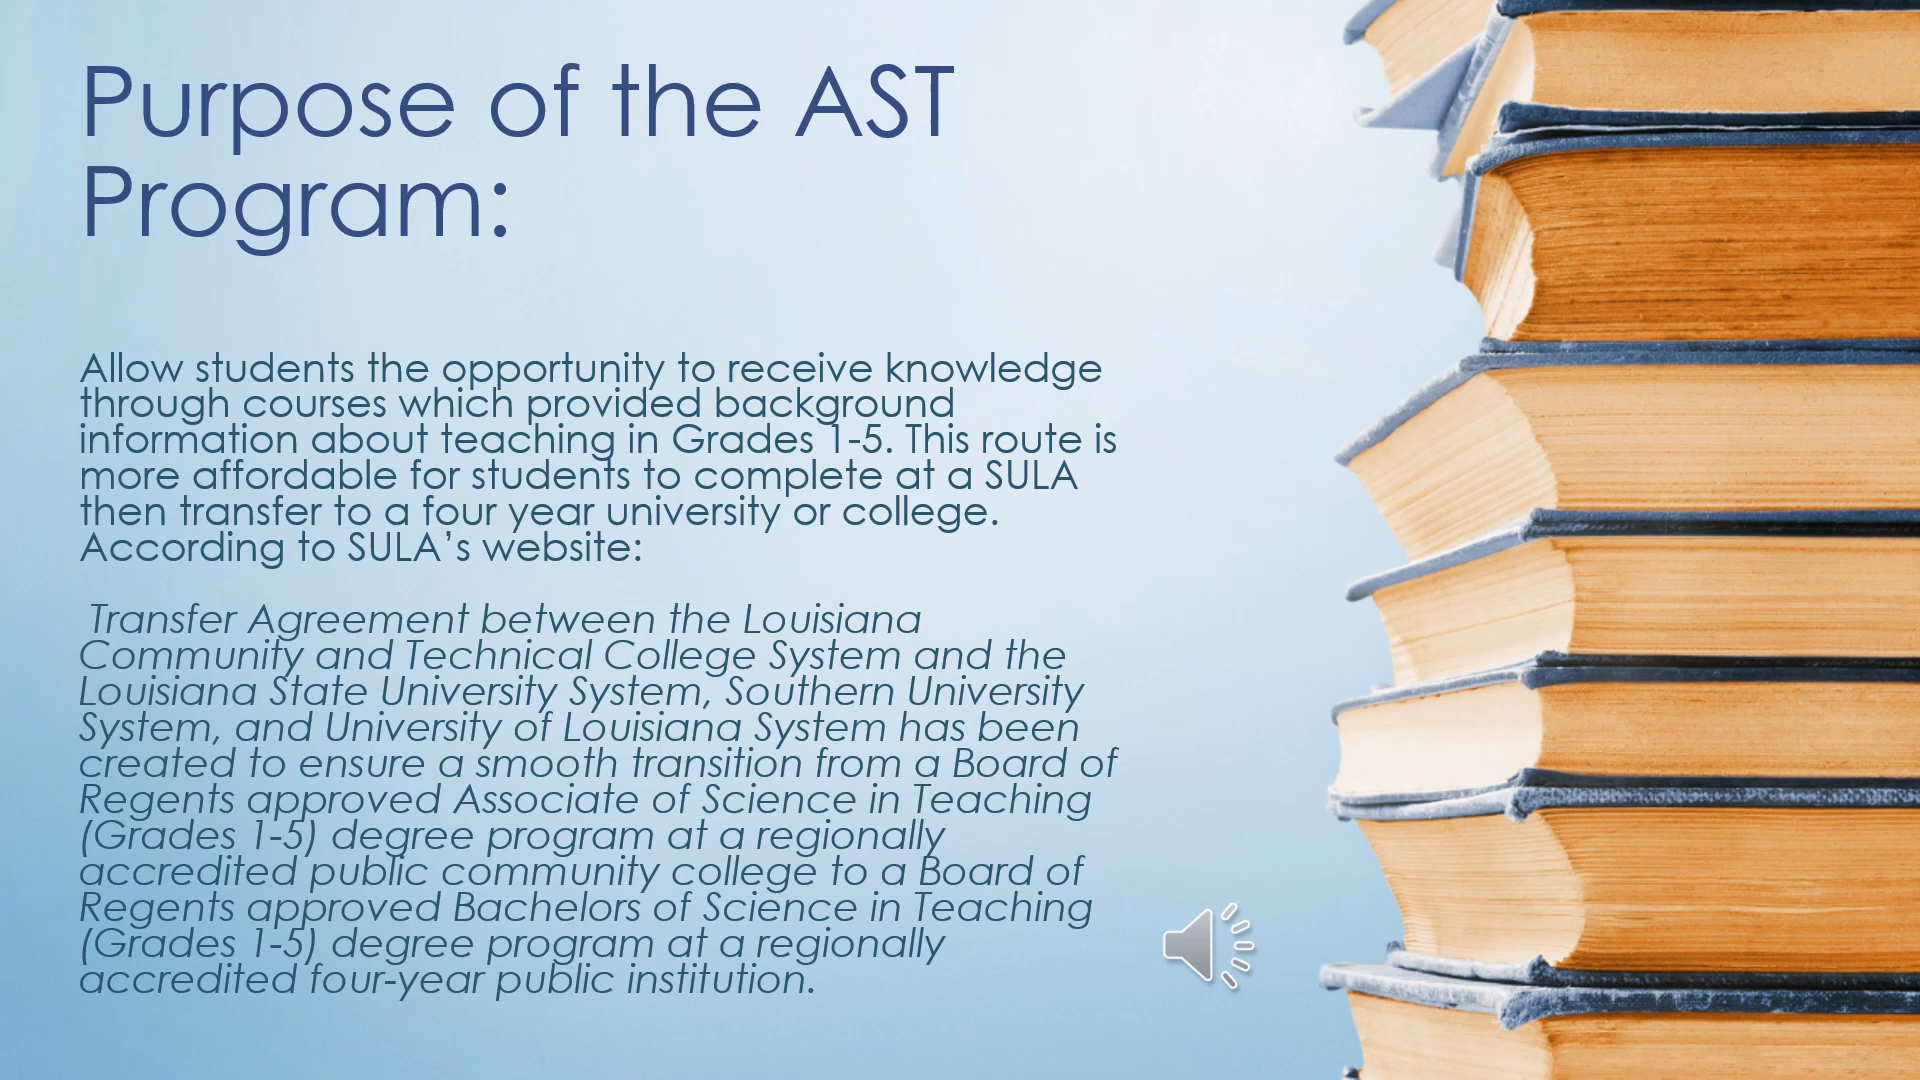 Purpose of the AST
Program:
Allow students the opportunity to receive knowledge
through courses which provided background
information about teaching in Grades 1-5. This route is
more affordable for students to complete at a SULA
then transfer to a four year university or college.
According to SULA’s website:
Transfer Agreement between the Louisiana
Community and Technical College System and the
Louisiana State University System, Southern University
System, and University of Louisiana System has been
created to ensure a smooth transition from a Board of
Regents approved Associate of Science in Teaching
(Grades 1-5) degree program at a regionally
accredited public community college to a Board of
Regents approved Bachelors of Science in Teaching
(Grades 1-5) degree program at a regionally
accredited four-year public institution.